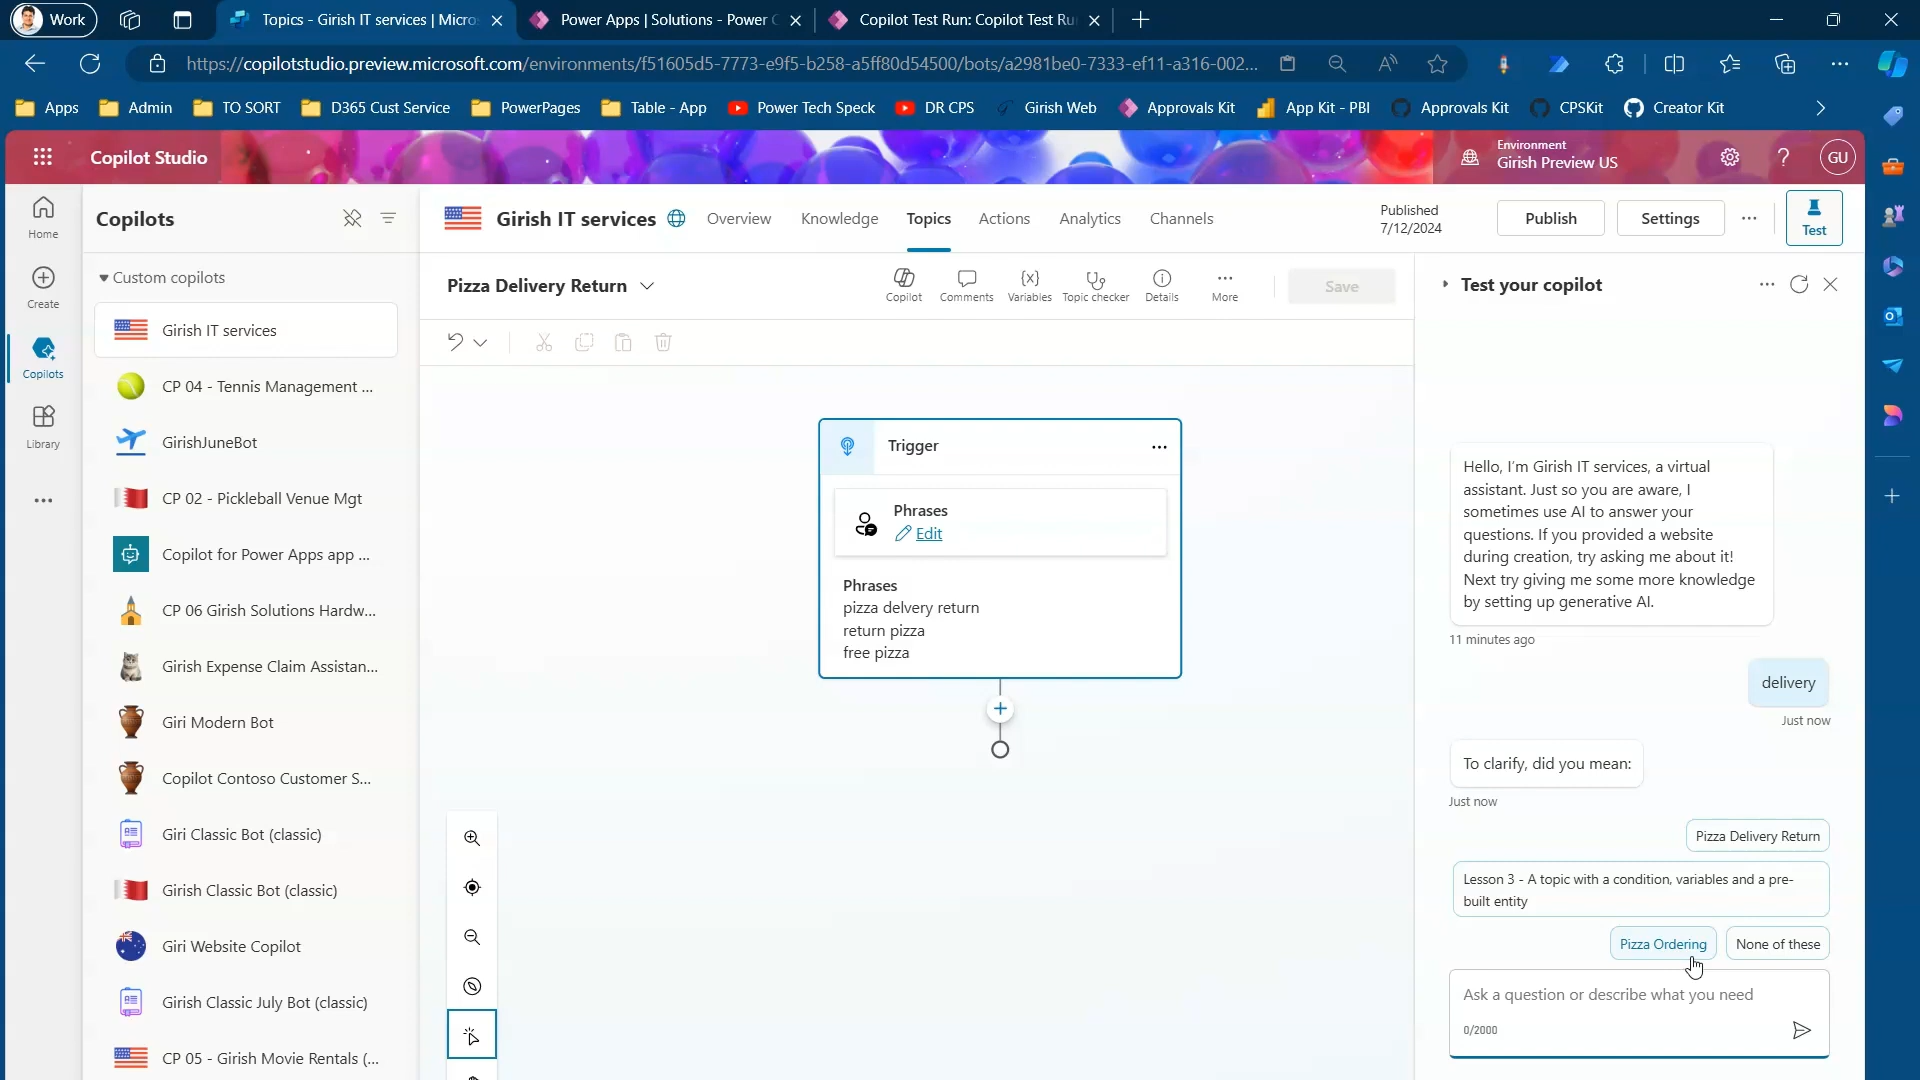 Work
Topics - Girish IT services | Micro
Power Apps | Solutions - Power
Copilot Test Run: Copilot Test Ru
https://copilotstudio.preview.microsoft.com/environments/f51605d5-7773-e9f5-b258-a5ff80d54500/bots/a2981be0-7333-ef11-a316-002...
Apps
Admin
TO SORT
D365 Cust Service
PowerPages
Table - App
Power Tech Speck
DR CPS
Girish Web
Approvals Kit
App Kit - PBI
Approvals Kit
CPSKit
Creator Kit
Copilot Studio
Environment
Girish Preview US
GU
Home
Create
Copilots
Library
Copilots
Custom copilots
Girish IT services
CP 04 - Tennis Management ...
GirishJuneBot
CP 02 - Pickleball Venue Mgt
Copilot for Power Apps app ...
CP 06 Girish Solutions Hardw...
Girish Expense Claim Assistan...
Giri Modern Bot
Copilot Contoso Customer S...
Giri Classic Bot (classic)
Girish Classic Bot (classic)
Giri Website Copilot
Girish Classic July Bot (classic)
CP 05 - Girish Movie Rentals (...
Girish IT services
Overview
Knowledge
Topics
Actions
Analytics
Channels
Published
7/12/2024
Publish
Settings
Test
Pizza Delivery Return
Copilot
Comments
Variables
Topic checker
Details
More
Save
Trigger
Phrases
Edit
Phrases
pizza delvery return
return pizza
free pizza
Test your copilot
Hello, I'm Girish IT services, a virtual
assistant. Just so you are aware, I
sometimes use AI to answer your
questions. If you provided a website
during creation, try asking me about it!
Next try giving me some more knowledge
by setting up generative AI.
11 minutes ago
delivery
Just now
To clarify, did you mean:
Just now
Pizza Delivery Return
Lesson 3 - A topic with a condition, variables and a pre-
built entity
Pizza Ordering
None of these
Ask a question or describe what you need
0/2000